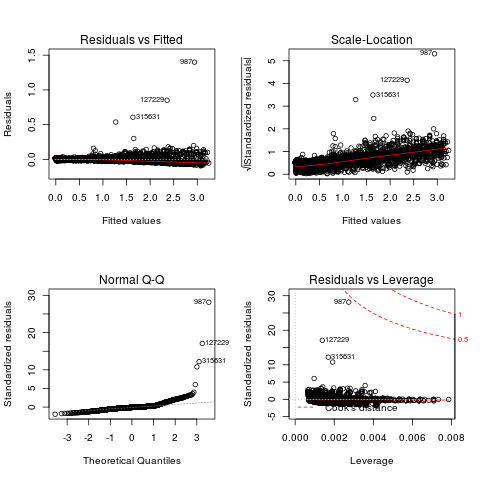 Residuals vs Fitted
Residuals
1.5
1.0
0.5
0.0
987
127229
315631
0.0 0.5 1.0 1.5 2.0 2.5 3.0
Fitted values
Scale-Location
√|Standardized residuals|
5
4
3
2
1
0
987
127229
315631
0.0 0.5 1.0 1.5 2.0 2.5 3.0
Fitted values
Normal Q-Q
Standardized residuals
30
20
10
5
0
987
127229
315631
-3 -2 -1 0 1 2 3
Theoretical Quantiles
Residuals vs Leverage
Standardized residuals
30
20
10
5
0
-5
987
127229
315631
1
0.5
Cook's distance
0.000 0.002 0.004 0.006 0.008
Leverage